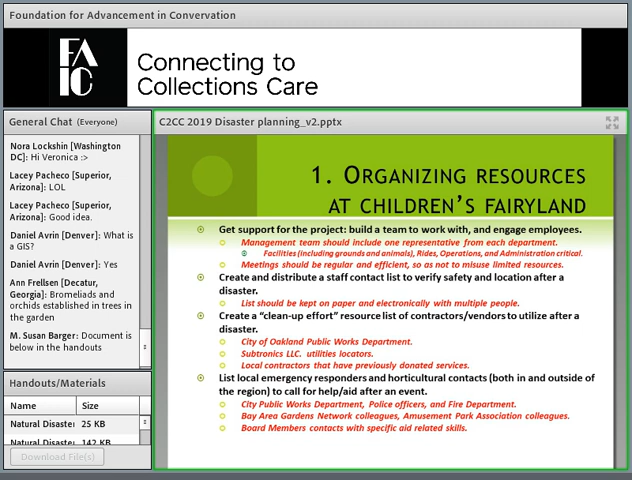 Foundation for Advancement in Convervation
FA
IC
Connecting to
Collections Care
General Chat (Everyone)
Nora Lockshin [Washington
DC]: Hi Veronica :>
Lacey Pacheco [Superior,
Arizona]: LOL
Lacey Pacheco [Superior,
Arizona]: Good idea.
Daniel Avrin [Denver]: What is
a GIS?
Daniel Avrin [Denver]: Yes
Ann Frellsen [Decatur,
Georgia]: Bromeliads and
orchids established in trees in
the garden
M. Susan Barger: Document is
below in the handouts
Handouts/Materials
Name Size
Natural Disaster 25 KB
Natural Disaster 142 KB
Download File(s)
C2CC 2019 Disaster planning_v2.pptx
1. Organizing resources
at children's fairyland
Get support for the project: build a team to work with, and engage employees.
Management team should include one representative from each department.
Facilities (including grounds and animals), Rides, Operations, and Administration critical.
Meetings should be regular and efficient, so as not to misuse limited resources.
Create and distribute a staff contact list to verify safety and location after a
disaster.
List should be kept on paper and electronically with multiple people.
Create a “clean-up effort” resource list of contractors/vendors to utilize after a
disaster.
City of Oakland Public Works Department.
Subtronics LLC. utilities locators.
Local contractors that have previously donated services.
List local emergency responders and horticultural contacts (both in and outside of
the region) to call for help/aid after an event.
City Public Works Department, Police officers, and Fire Department.
Bay Area Gardens Network colleagues, Amusement Park Association colleagues.
Board Members contacts with specific aid related skills.